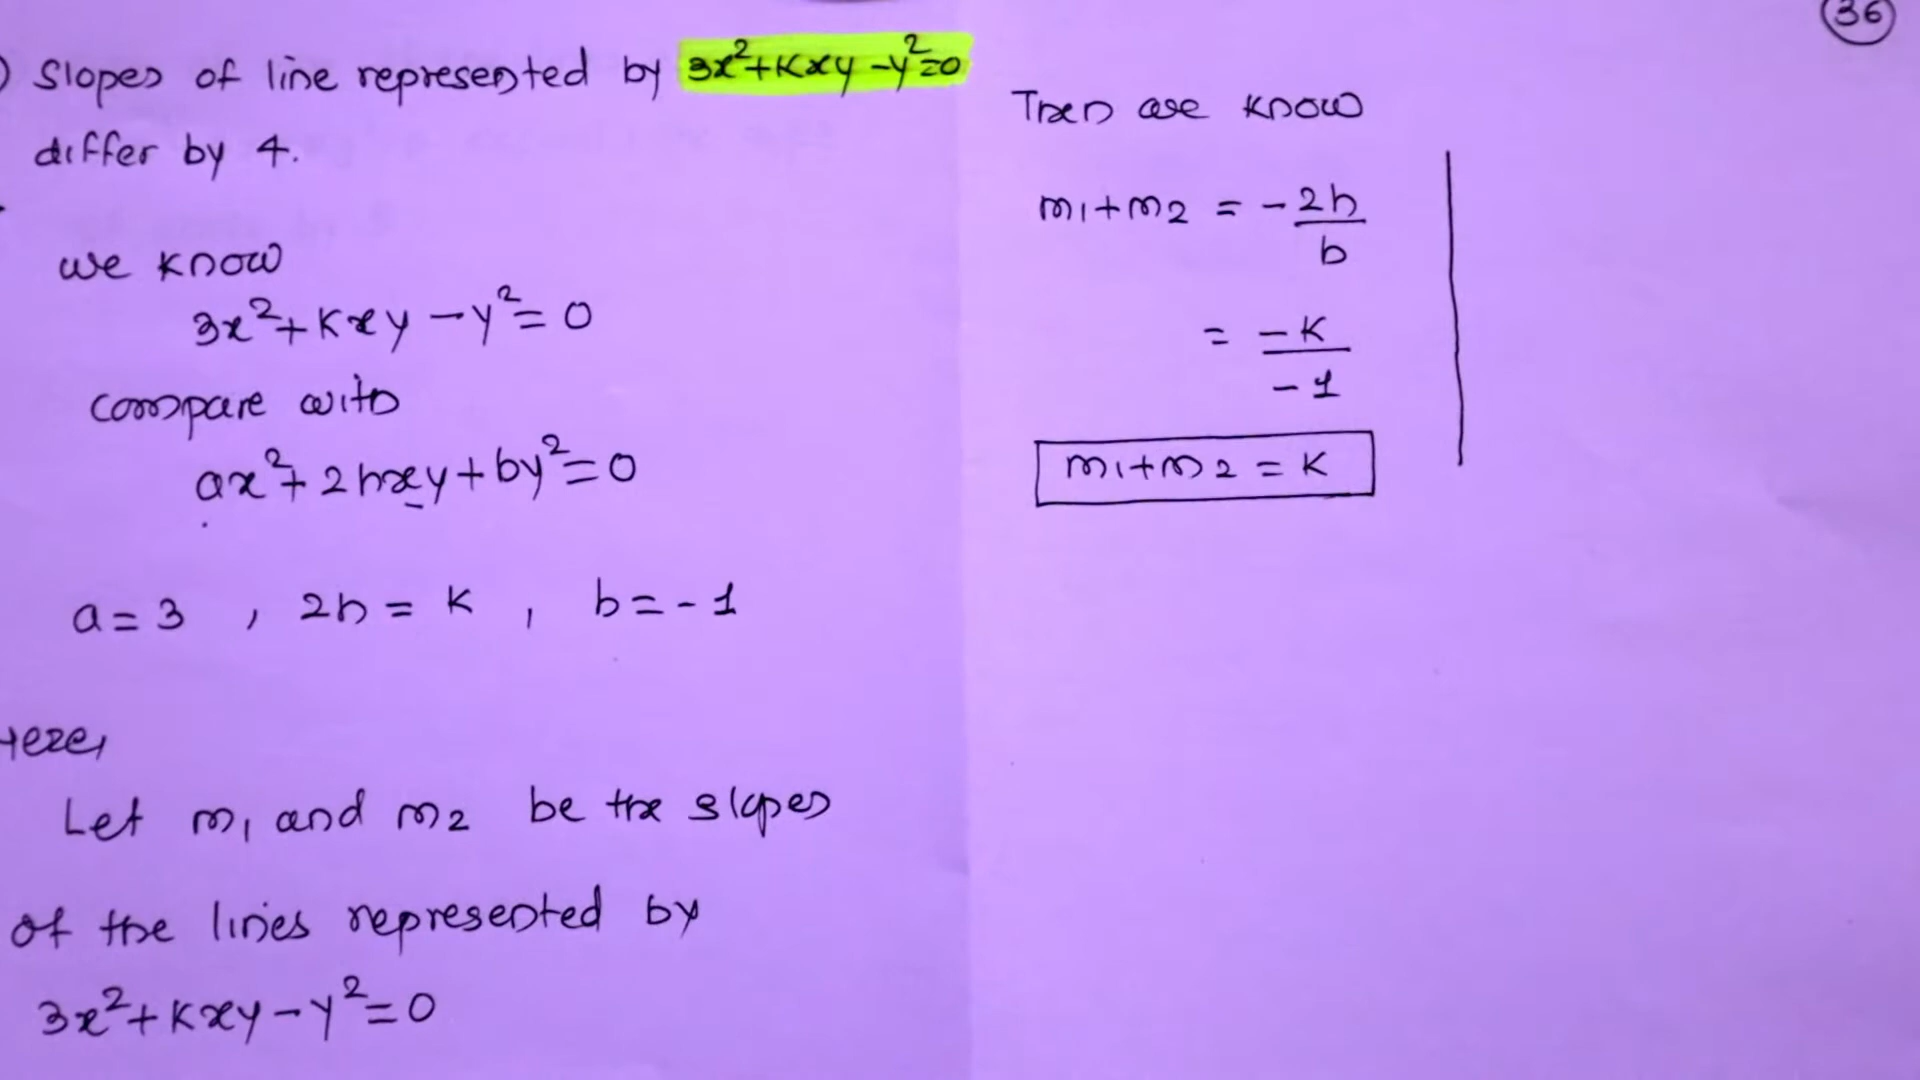 ) Slopes of line represented by 3x²+kxy-y²=0
differ by 4.
we know
3x²+kxy-y²=0
compare with
ax²+2hxy+by²=0
a=3 , 2h=k , b=-1
Here,
Let m₁ and m₂ be the slopes
of the lines represented by
3x²+kxy-y²=0
36
Then we know
m₁+m₂ = -2h/b
= -k/-1
m₁+m₂ = k